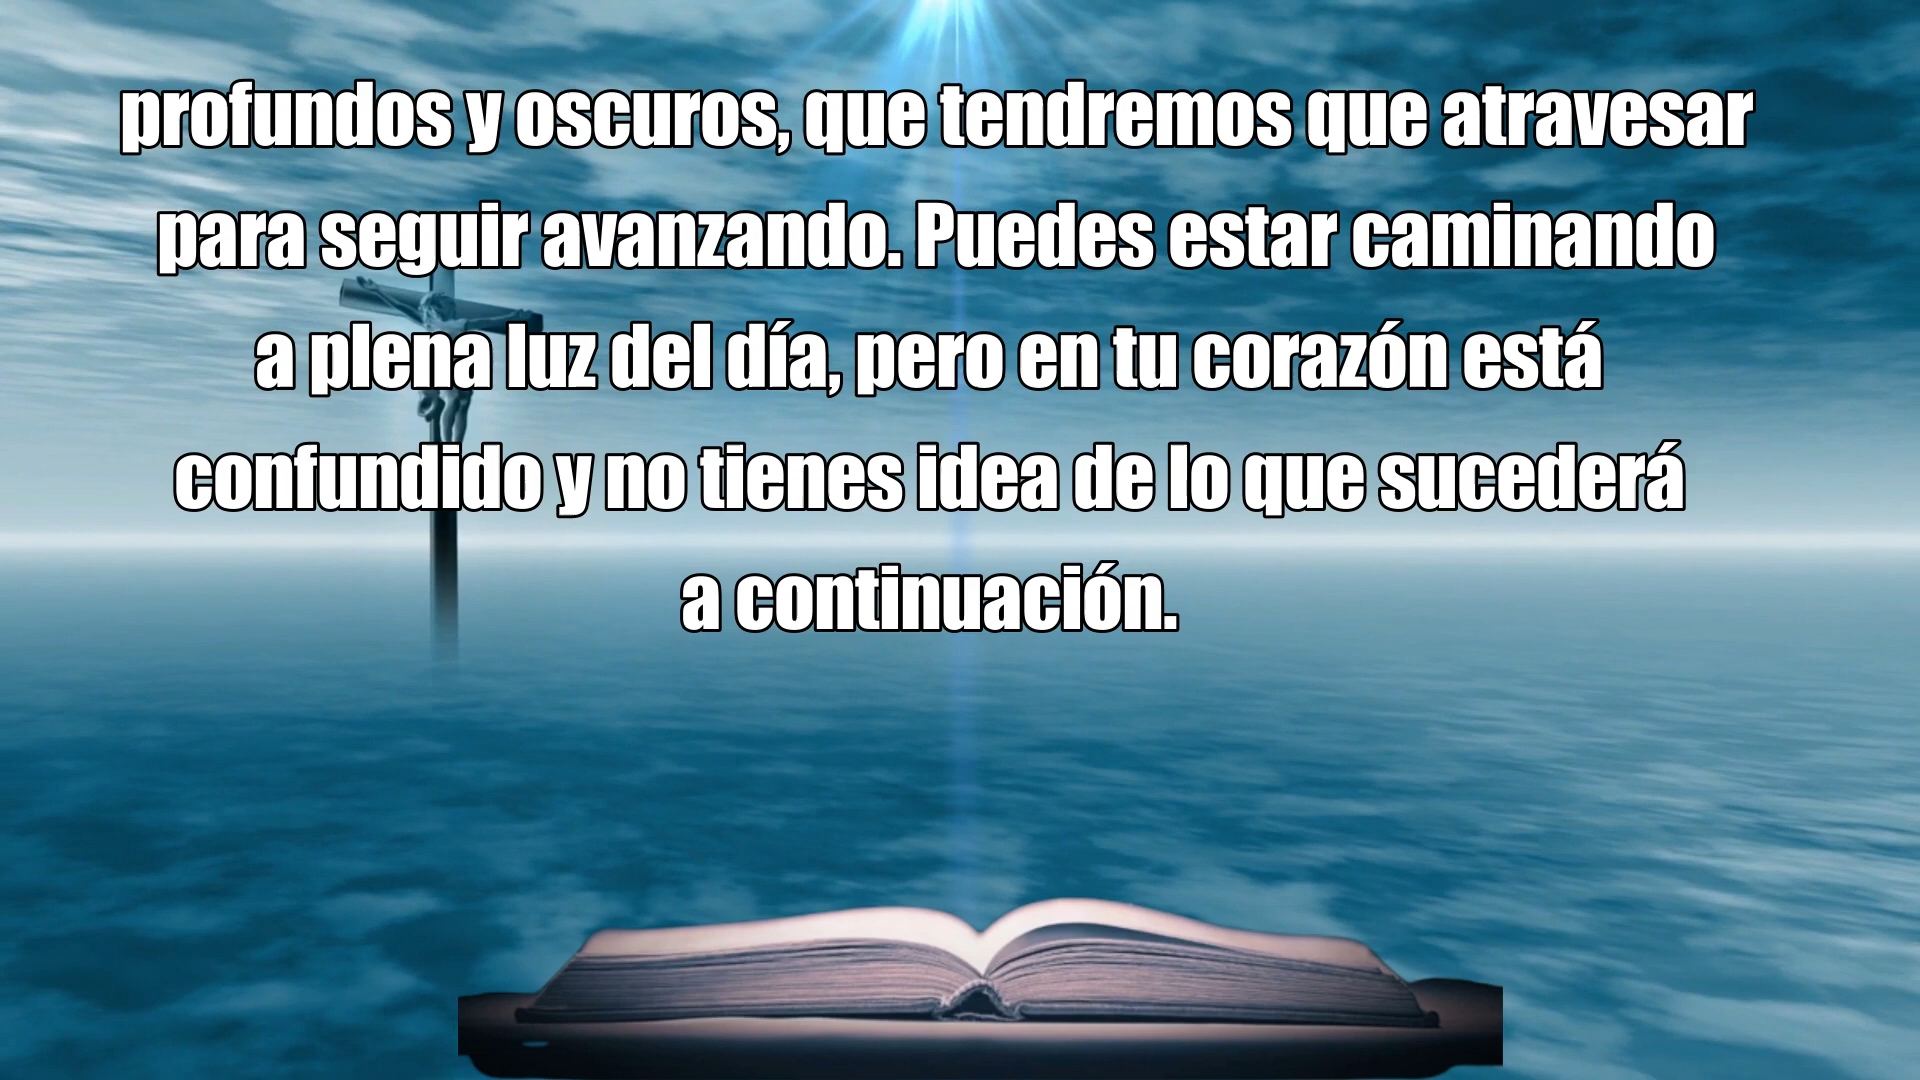 profundos y oscuros, que tendremos que atravesar
para seguir avanzando. Puedes estar caminando
a plena luz del día, pero en tu corazón está
confundido y no tienes idea de lo que sucederá
a continuación.